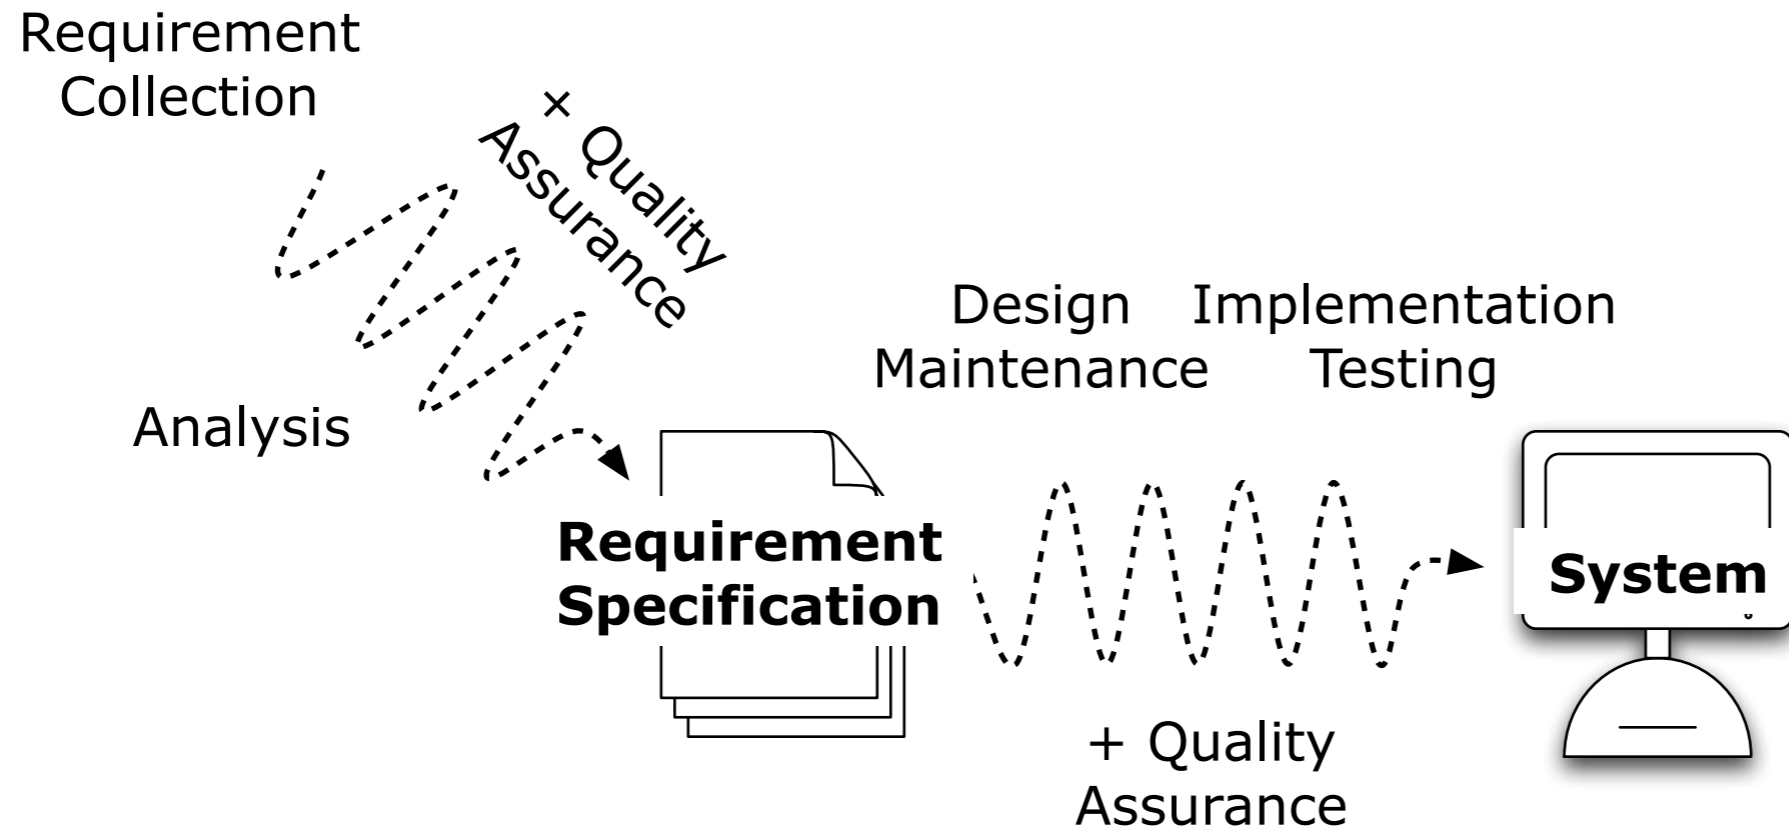 Requirement
Collection
+ Quality
Assurance
Analysis
Requirement
Specification
Design Implementation
Maintenance Testing
+ Quality
Assurance
System